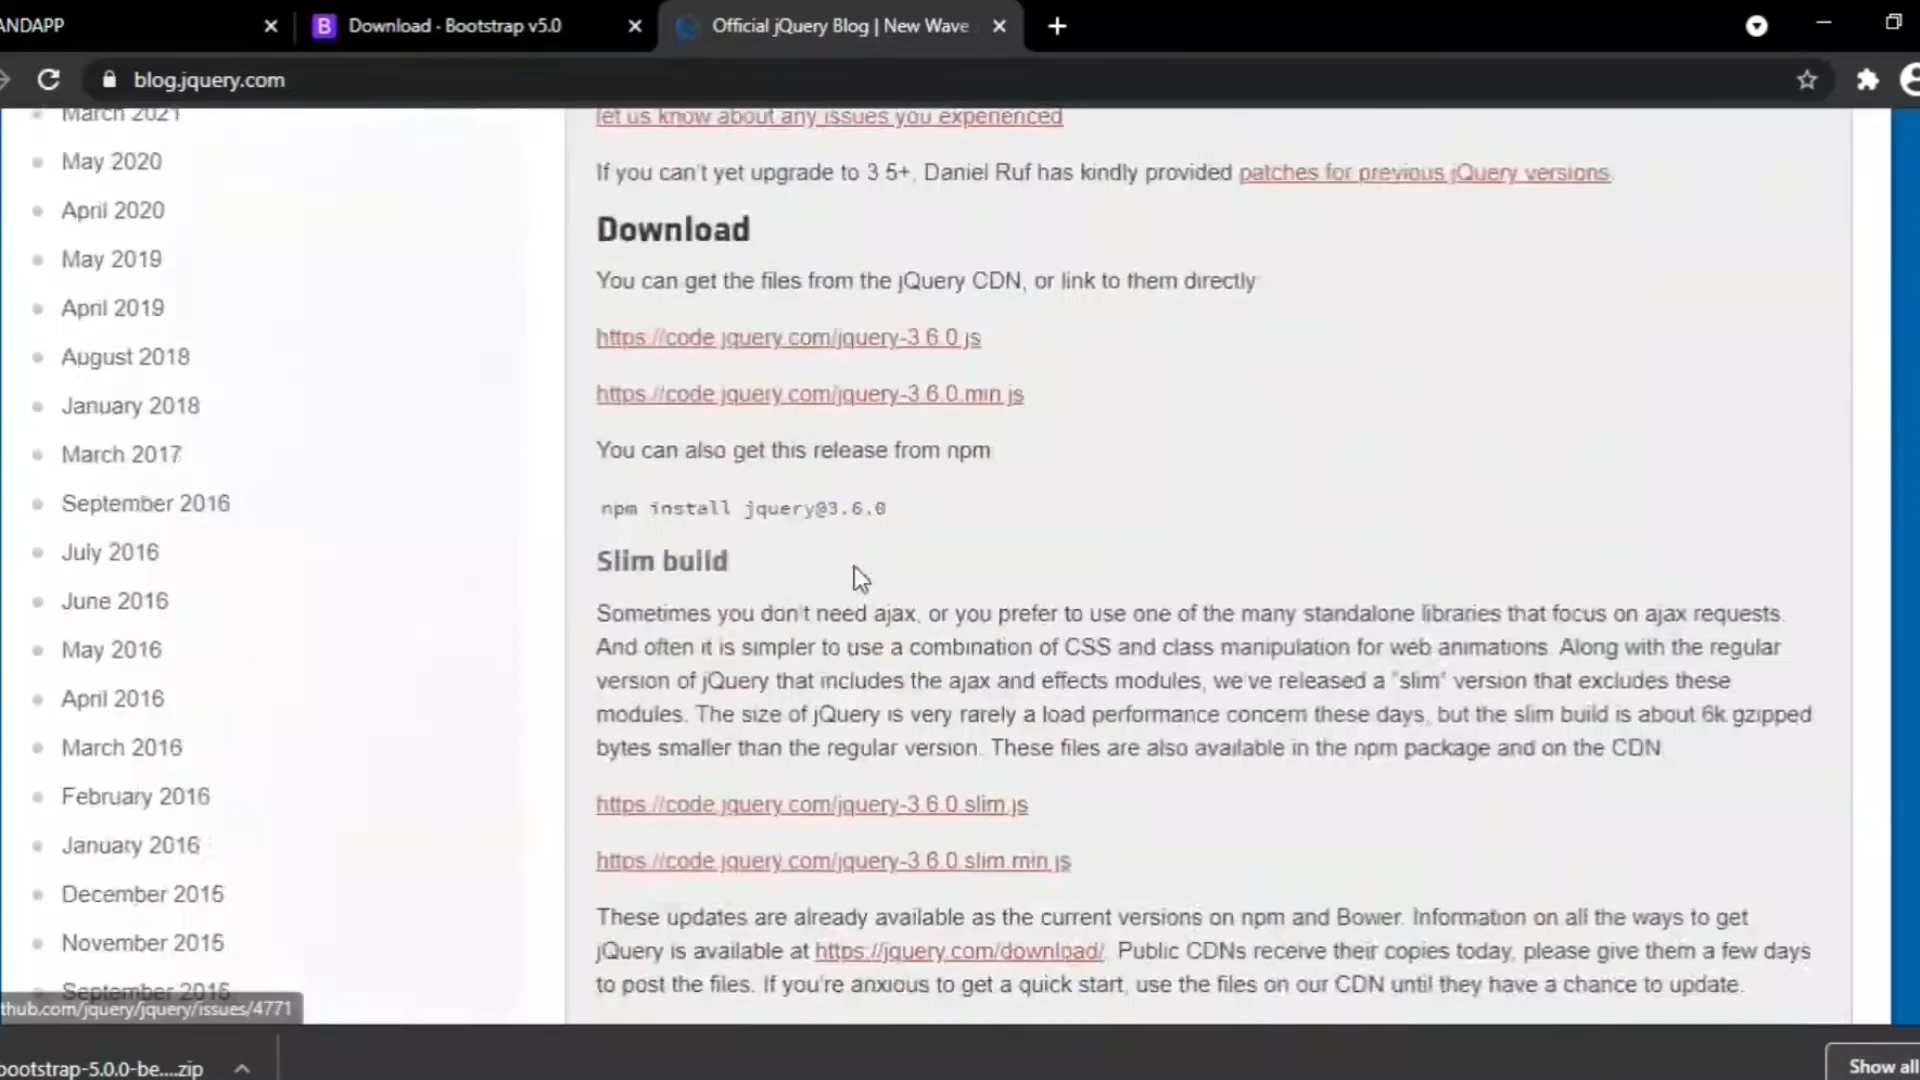 ANDAPP
Download - Bootstrap v5.0
Official jQuery Blog | New Wave
blog.jquery.com
March 2021
May 2020
April 2020
May 2019
April 2019
August 2018
January 2018
March 2017
September 2016
July 2016
June 2016
May 2016
April 2016
March 2016
February 2016
January 2016
December 2015
November 2015
September 2015
let us know about any issues you experienced
If you can't yet upgrade to 3.5+, Daniel Ruf has kindly provided patches for previous jQuery versions.
Download
You can get the files from the jQuery CDN, or link to them directly:
https://code.jquery.com/jquery-3.6.0.js
https://code.jquery.com/jquery-3.6.0.min.js
You can also get this release from npm
npm install jquery@3.6.0
Slim build
Sometimes you don't need ajax, or you prefer to use one of the many standalone libraries that focus on ajax requests.
And often it is simpler to use a combination of CSS and class manipulation for web animations. Along with the regular
version of jQuery that includes the ajax and effects modules, we've released a "slim" version that excludes these
modules. The size of jQuery is very rarely a load performance concern these days, but the slim build is about 6k gzipped
bytes smaller than the regular version. These files are also available in the npm package and on the CDN
https://code.jquery.com/jquery-3.6.0.slim.js
https://code.jquery.com/jquery-3.6.0.slim.min.js
These updates are already available as the current versions on npm and Bower. Information on all the ways to get
jQuery is available at https://jquery.com/download/. Public CDNs receive their copies today, please give them a few days
to post the files. If you're anxious to get a quick start, use the files on our CDN until they have a chance to update.
thub.com/jquery/jquery/issues/4771
bootstrap-5.0.0-be....zip
Show all